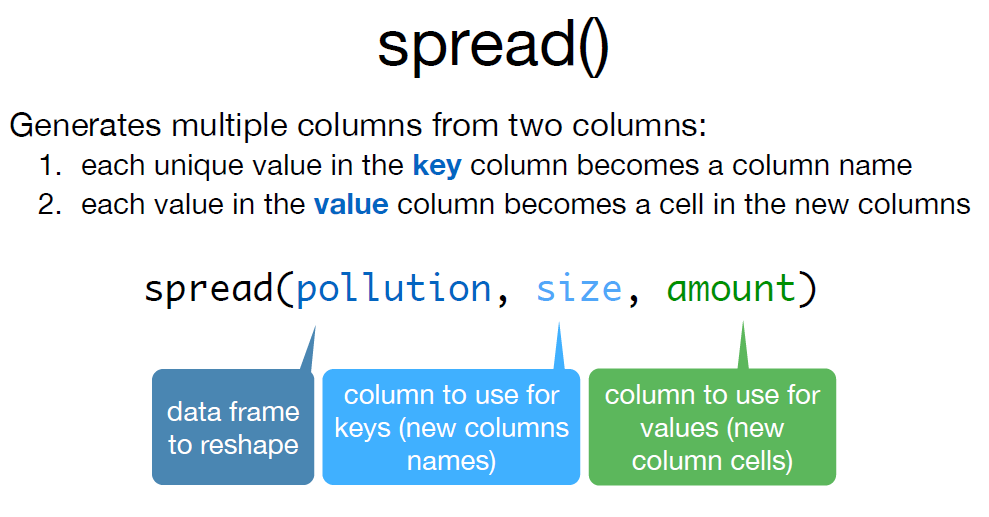 spread()
Generates multiple columns from two columns:
1. each unique value in the key column becomes a column name
2. each value in the value column becomes a cell in the new columns
spread(pollution, size, amount)
data frame
to reshape
column to use for
keys (new columns
names)
column to use for
values (new
column cells)